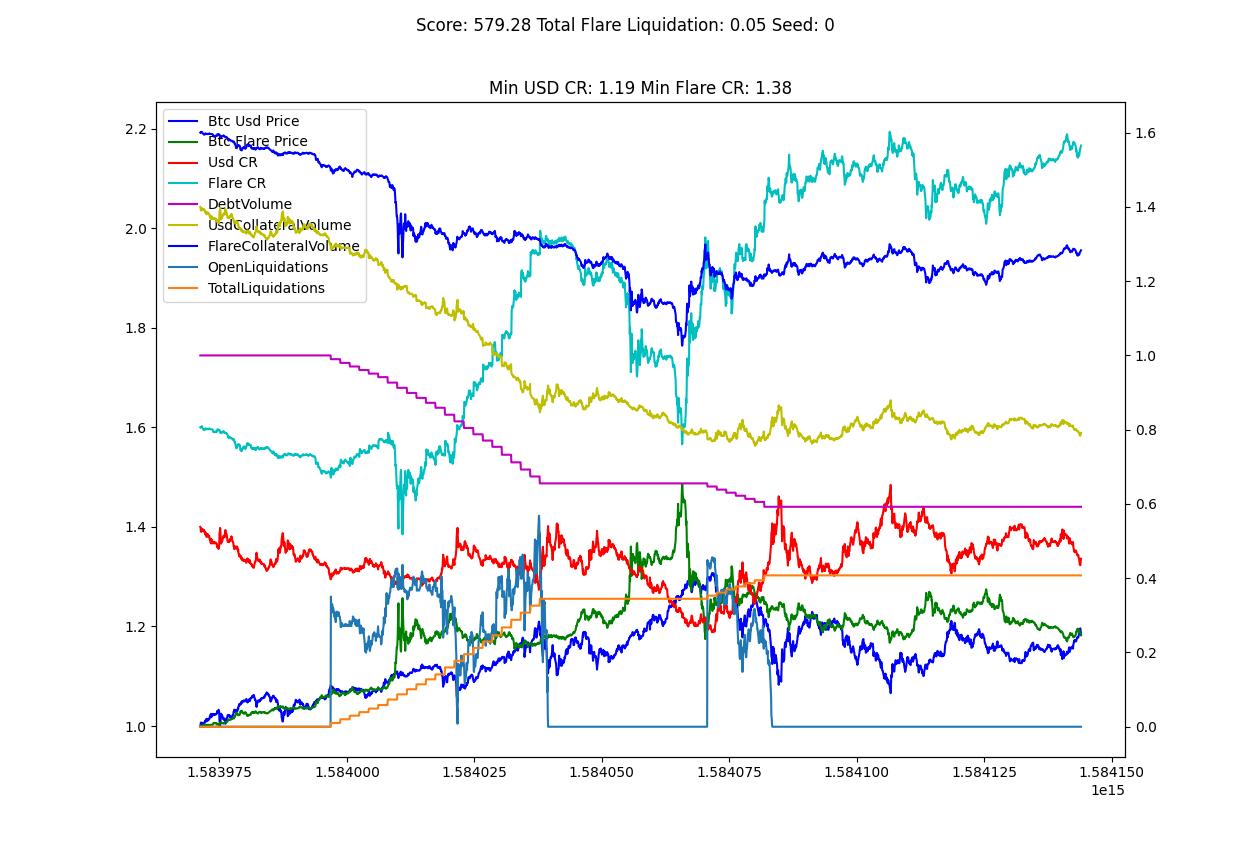 Score: 579.28 Total Flare Liquidation: 0.05 Seed: 0
Min USD CR: 1.19 Min Flare CR: 1.38
Btc Usd Price
Btc Flare Price
Usd CR
Flare CR
DebtVolume
UsdCollateralVolume
FlareCollateralVolume
OpenLiquidations
TotalLiquidations
2.2
2.0
1.8
1.6
1.4
1.2
1.0
1.6
1.4
1.2
1.0
0.8
0.6
0.4
0.2
0.0
1.583975 1.584000 1.584025 1.584050 1.584075 1.584100 1.584125 1.584150
1e15